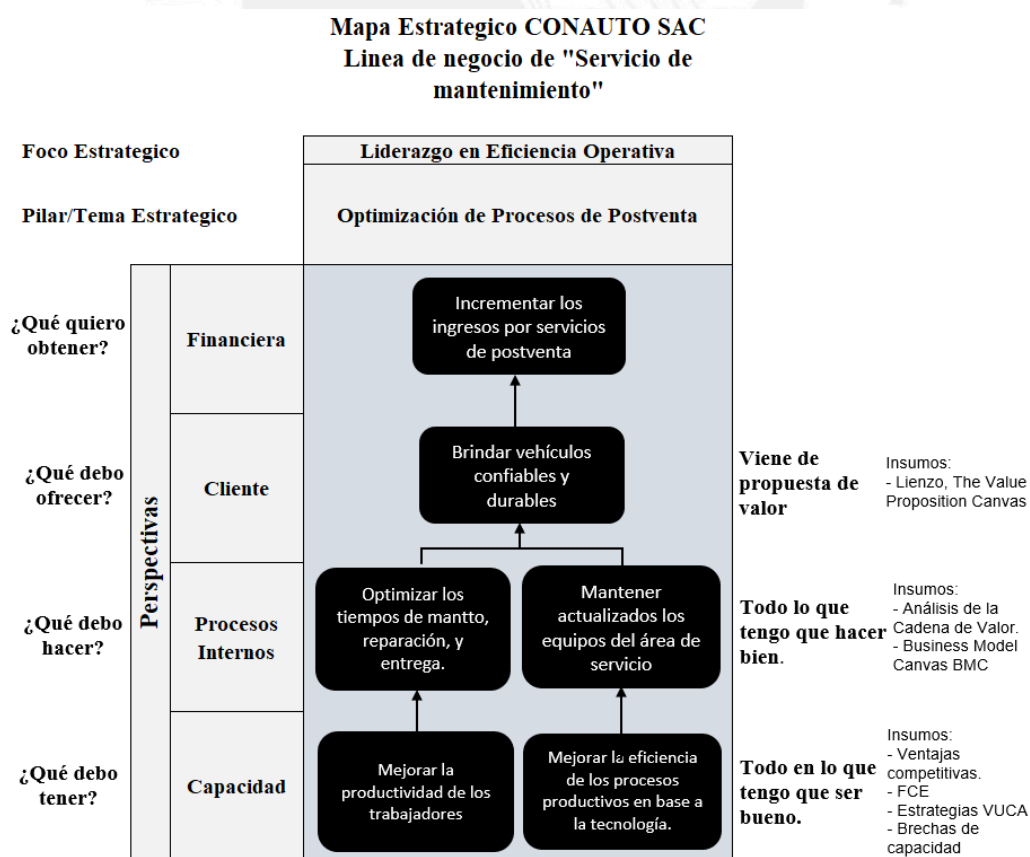 Mapa Estrategico CONAUTO SAC
Linea de negocio de "Servicio de
mantenimiento"
Foco Estrategico
Liderazgo en Eficiencia Operativa
Pilar/Tema Estrategico
Optimización de Procesos de Postventa
Perspectivas
¿Qué quiero
obtener?
Financiera
Incrementar los
ingresos por servicios
de postventa
¿Qué debo
ofrecer?
Cliente
Brindar vehículos
confiables y
durables
Viene de
propuesta de
valor
Insumos:
- Lienzo, The Value
Proposition Canvas
¿Qué debo
hacer?
Procesos
Internos
Optimizar los
tiempos de mantto,
reparación, y
entrega.
Mantener
actualizados los
equipos del área de
servicio
Todo lo que
tengo que hacer
bien.
Insumos:
- Análisis de la
Cadena de Valor.
- Business Model
Canvas BMC
¿Qué debo
tener?
Capacidad
Mejorar la
productividad de los
trabajadores
Mejorar la eficiencia
de los procesos
productivos en base a
la tecnología.
Todo en lo que
tengo que ser
bueno.
Insumos:
- Ventajas
competitivas.
- FCE
- Estrategias VUCA
- Brechas de
capacidad